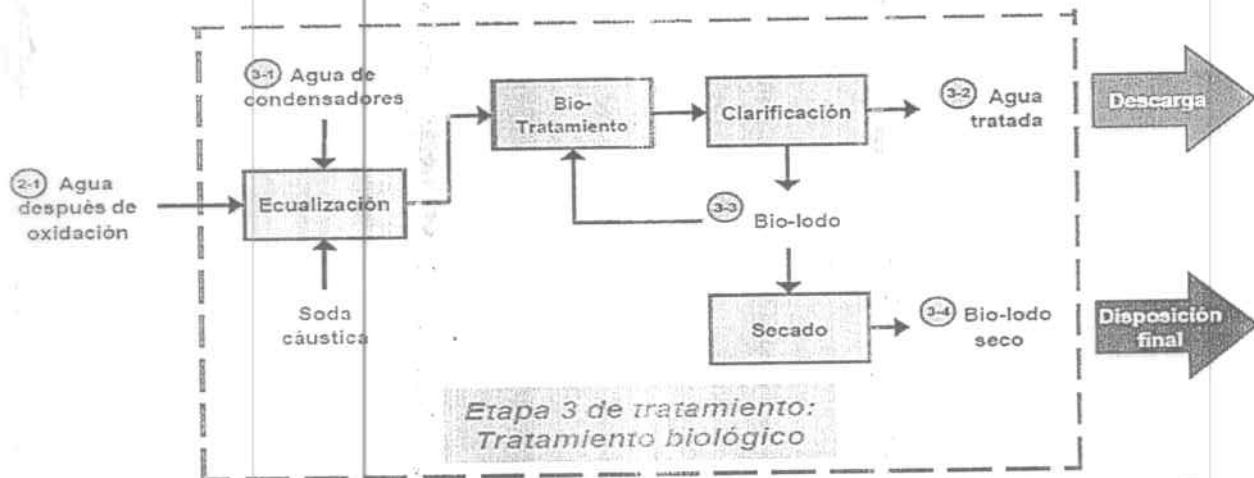 3-1 Agua de
condensadores
2-1 Agua
después de
oxidación
Ecualización
Soda
cáustica
Bio-
Tratamiento
Clarificación
3-2 Agua
tratada
Descarga
3-3 Bio-lodo
Secado
3-4 Bio-lodo
seco
Disposición
final
Etapa 3 de tratamiento:
Tratamiento biológico